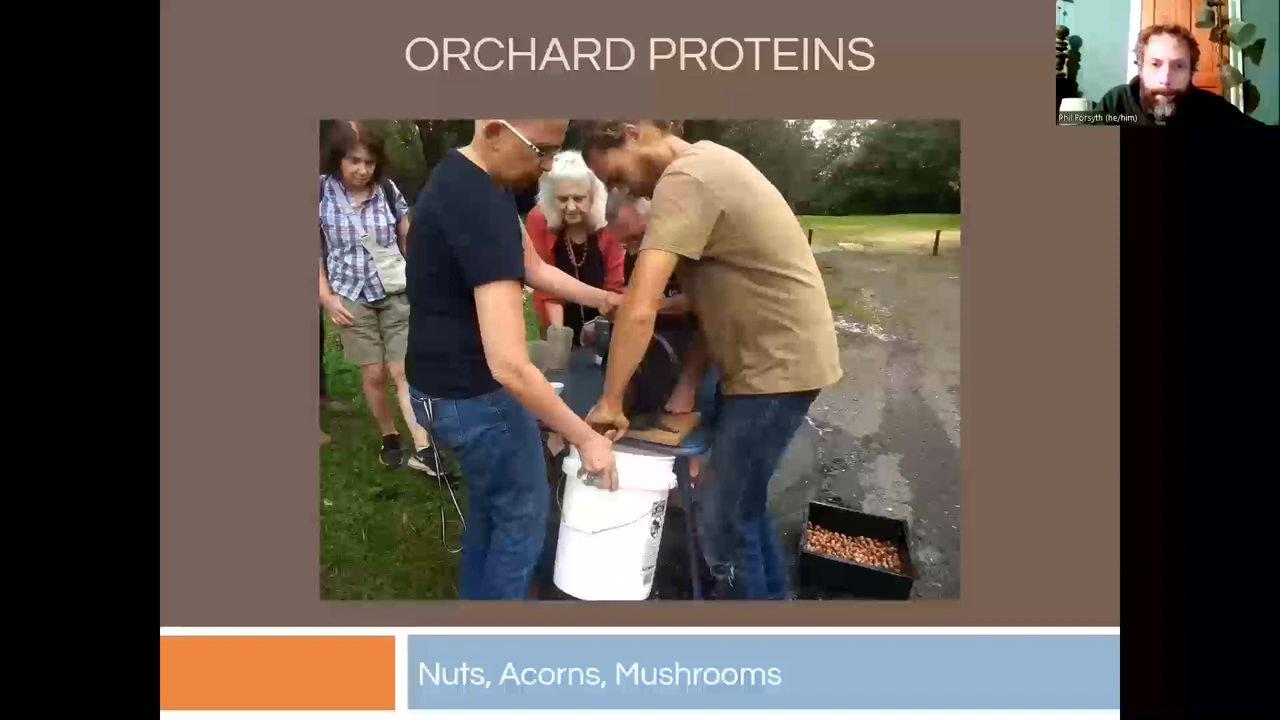 ORCHARD PROTEINS
Phil Forsyth (he/him)
Nuts, Acorns, Mushrooms